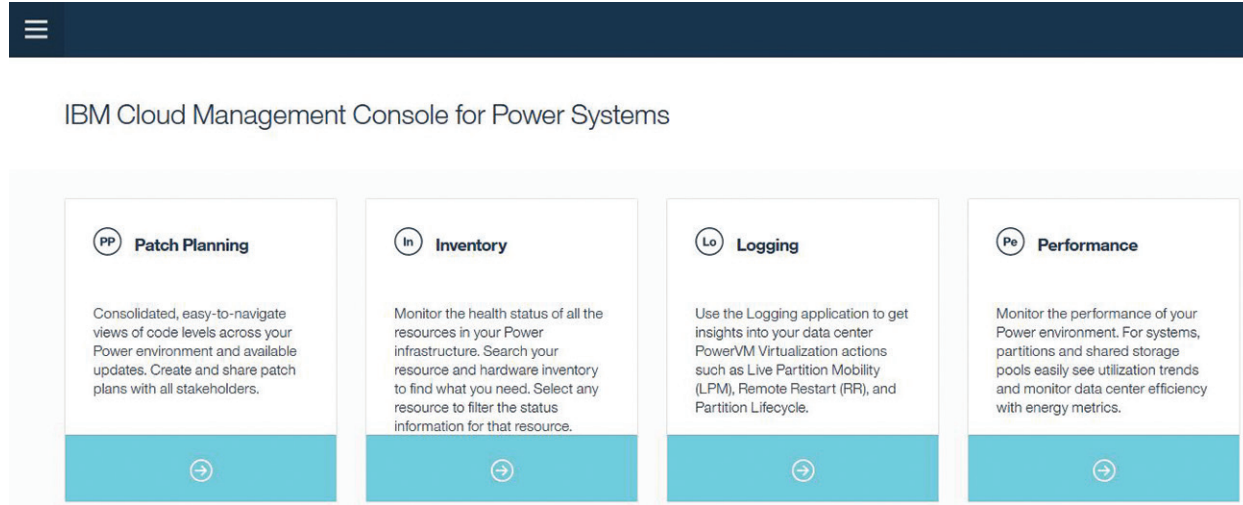 IBM Cloud Management Console for Power Systems
PP Patch Planning
Consolidated, easy-to-navigate
views of code levels across your
Power environment and available
updates. Create and share patch
plans with all stakeholders.
In Inventory
Monitor the health status of all the
resources in your Power
infrastructure. Search your
resource and hardware inventory
to find what you need. Select any
resource to filter the status
information for that resource.
Lo Logging
Use the Logging application to get
insights into your data center
PowerVM Virtualization actions
such as Live Partition Mobility
(LPM), Remote Restart (RR), and
Partition Lifecycle.
Pe Performance
Monitor the performance of your
Power environment. For systems,
partitions and shared storage
pools easily see utilization trends
and monitor data center efficiency
with energy metrics.